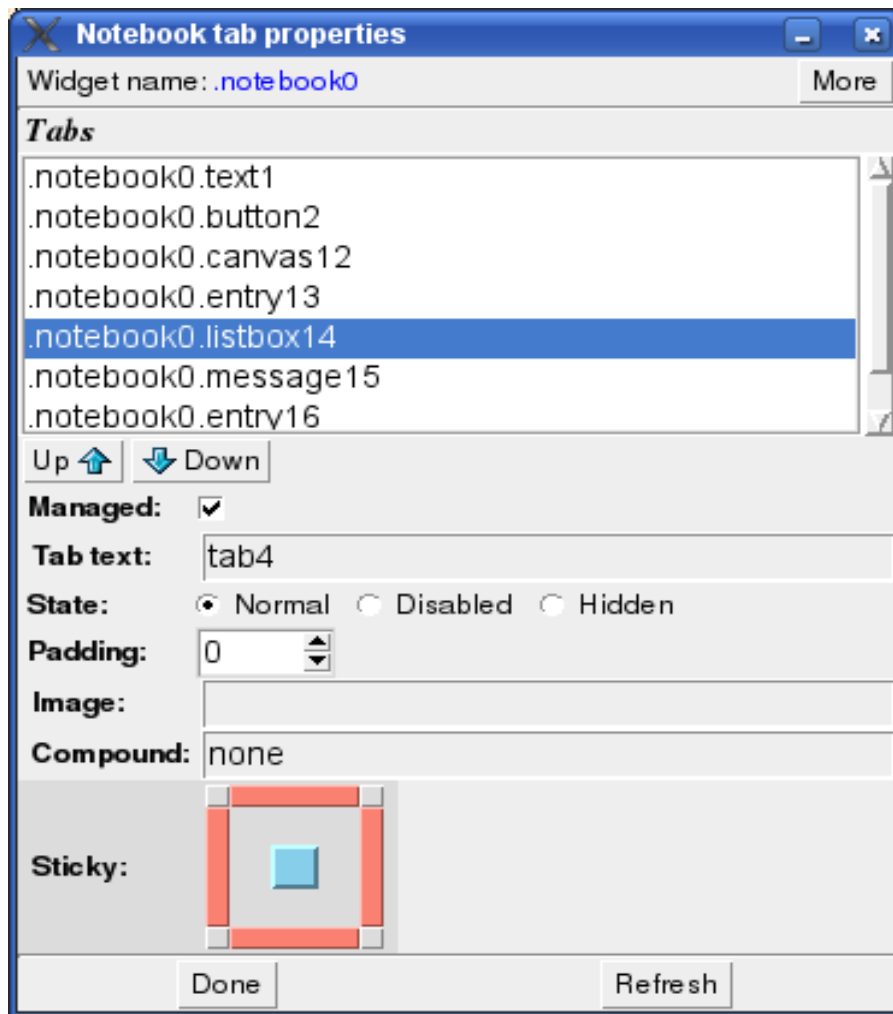 Notebook tab properties
Widget name: .notebook0 More
Tabs
.notebook0.text1
.notebook0.button2
.notebook0.canvas12
.notebook0.entry13
.notebook0.listbox14
.notebook0.message15
.notebook0.entry16
Up Down
Managed:
Tab text: tab4
State: Normal Disabled Hidden
Padding: 0
Image:
Compound: none
Sticky:
Done Refresh